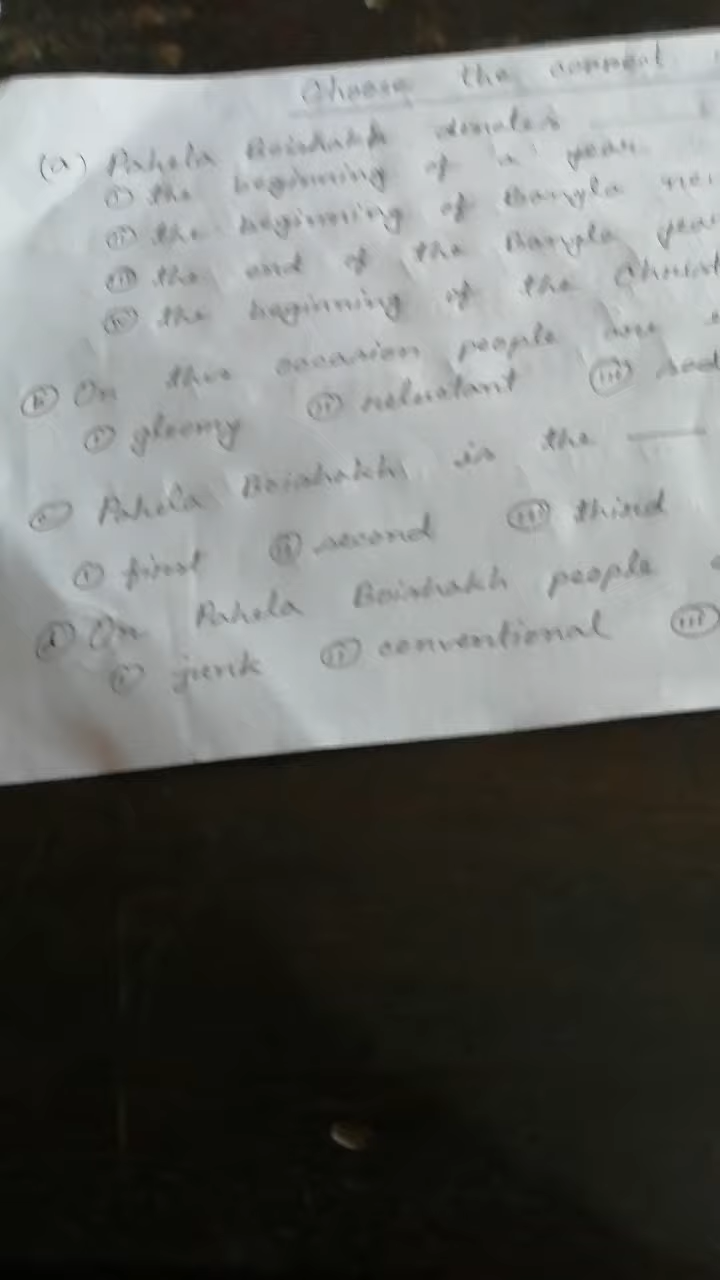 Choose the correct
(a) Pahela Boishakh denotes
(i) the beginning of a year
(ii) the beginning of Bangla
(iii) the end of the Bangla year
(iv) the beginning of the
(b) On this occasion people are
(i) gloomy (ii) reluctant (iii)
(c) Pahela Boishakh is the ___
(i) first (ii) second (iii) third
(d) On Pahela Boishakh people
(i) junk (ii) conventional (iii)